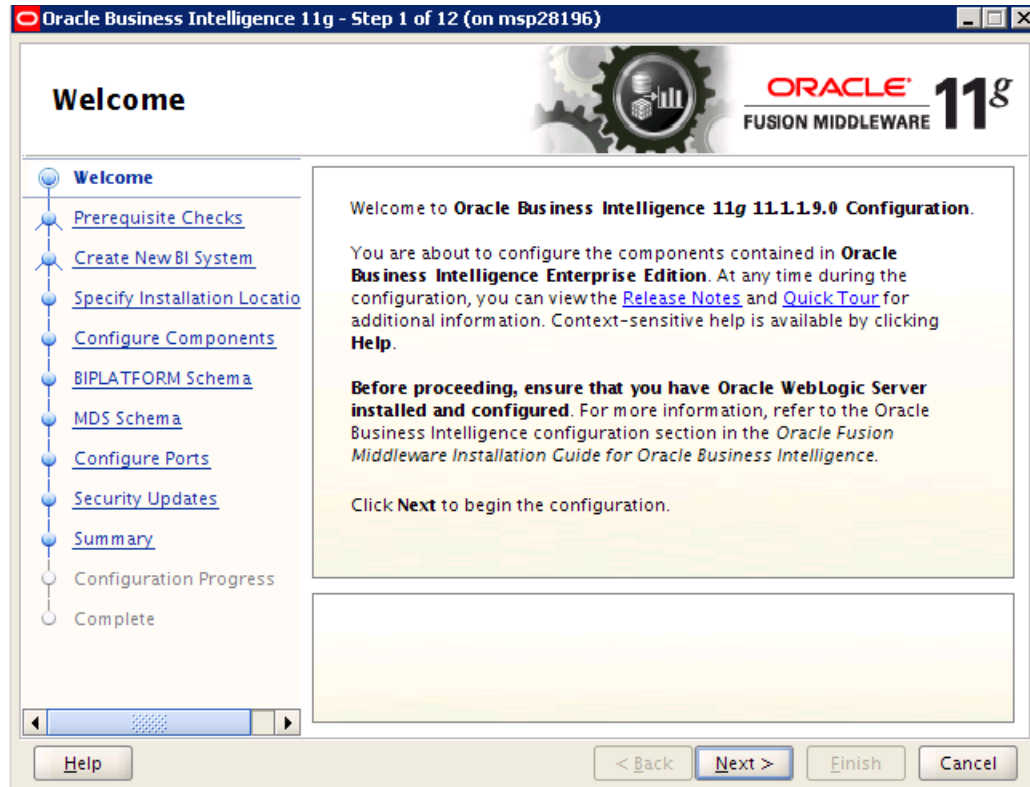 Oracle Business Intelligence 11g - Step 1 of 12 (on msp28196)
Welcome
ORACLE
FUSION MIDDLEWARE
11g
Welcome
Prerequisite Checks
Create New BI System
Specify Installation Locatio
Configure Components
BIPLATFORM Schema
MDS Schema
Configure Ports
Security Updates
Summary
Configuration Progress
Complete
Welcome to Oracle Business Intelligence 11g 11.1.1.9.0 Configuration.
You are about to configure the components contained in Oracle
Business Intelligence Enterprise Edition. At any time during the
configuration, you can view the Release Notes and Quick Tour for
additional information. Context-sensitive help is available by clicking
Help.
Before proceeding, ensure that you have Oracle WebLogic Server
installed and configured. For more information, refer to the Oracle
Business Intelligence configuration section in the Oracle Fusion
Middleware Installation Guide for Oracle Business Intelligence.
Click Next to begin the configuration.
Help
< Back
Next >
Finish
Cancel